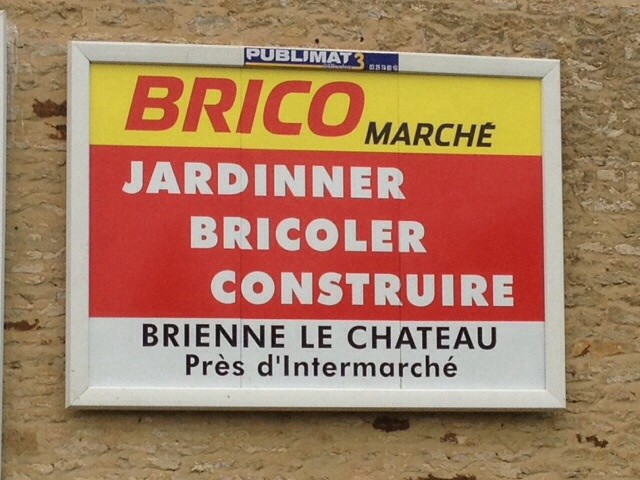 PUBLIMAT3
BRICO
MARCHÉ
JARDINNER
BRICOLER
CONSTRUIRE
BRIENNE LE CHATEAU
Près d'Intermarché